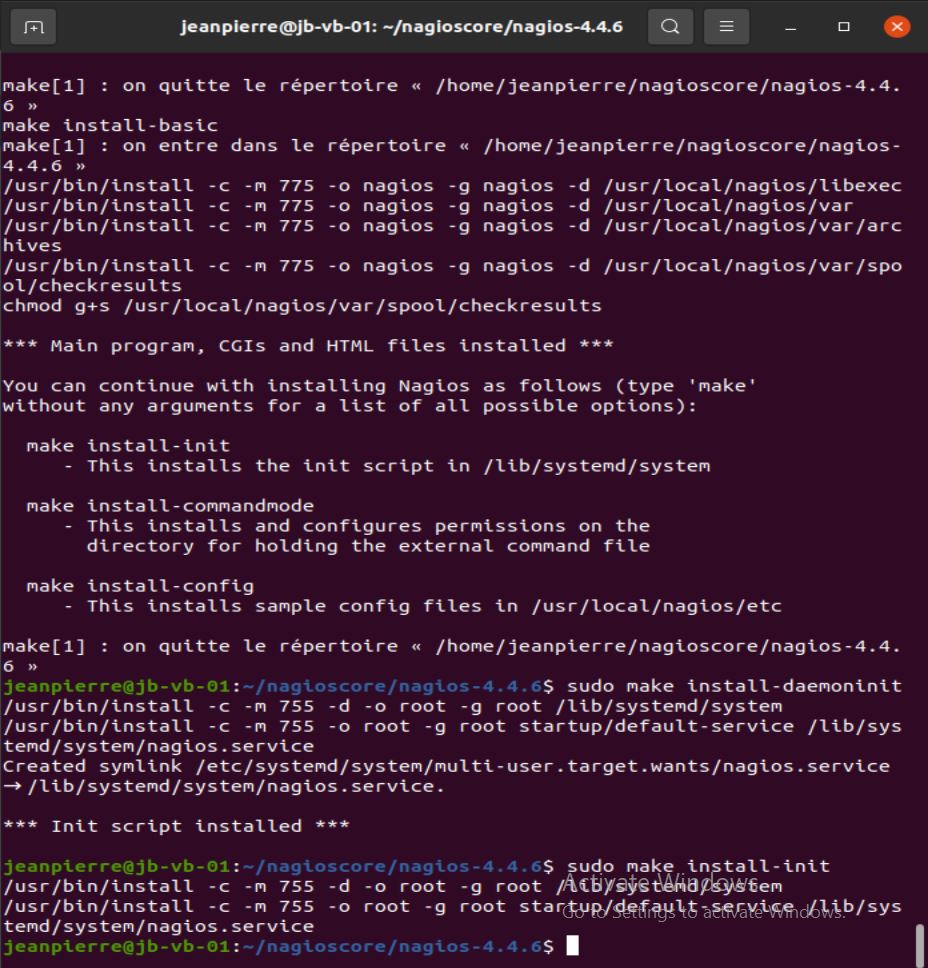 jeanpierre@jb-vb-01: ~/nagioscore/nagios-4.4.6
make[1] : on quitte le répertoire « /home/jeanpierre/nagioscore/nagios-4.4.
6 »
make install-basic
make[1] : on entre dans le répertoire « /home/jeanpierre/nagioscore/nagios-
4.4.6 »
/usr/bin/install -c -m 775 -o nagios -g nagios -d /usr/local/nagios/libexec
/usr/bin/install -c -m 775 -o nagios -g nagios -d /usr/local/nagios/var
/usr/bin/install -c -m 775 -o nagios -g nagios -d /usr/local/nagios/var/arc
hives
/usr/bin/install -c -m 775 -o nagios -g nagios -d /usr/local/nagios/var/spo
ol/checkresults
chmod g+s /usr/local/nagios/var/spool/checkresults
*** Main program, CGIs and HTML files installed ***
You can continue with installing Nagios as follows (type 'make'
without any arguments for a list of all possible options):
make install-init
- This installs the init script in /lib/systemd/system
make install-commandmode
- This installs and configures permissions on the
directory for holding the external command file
make install-config
- This installs sample config files in /usr/local/nagios/etc
make[1] : on quitte le répertoire « /home/jeanpierre/nagioscore/nagios-4.4.
6 »
jeanpierre@jb-vb-01:~/nagioscore/nagios-4.4.6$ sudo make install-daemoninit
/usr/bin/install -c -m 755 -d -o root -g root /lib/systemd/system
/usr/bin/install -c -m 755 -o root -g root startup/default-service /lib/sys
temd/system/nagios.service
Created symlink /etc/systemd/system/multi-user.target.wants/nagios.service
→ /lib/systemd/system/nagios.service.
*** Init script installed ***
jeanpierre@jb-vb-01:~/nagioscore/nagios-4.4.6$ sudo make install-init
/usr/bin/install -c -m 755 -d -o root -g root /lib/systemd/system
Activate Windows
/usr/bin/install -c -m 755 -o root -g root startup/default-service /lib/sys
Go to Settings to activate Windows.
temd/system/nagios.service
jeanpierre@jb-vb-01:~/nagioscore/nagios-4.4.6$